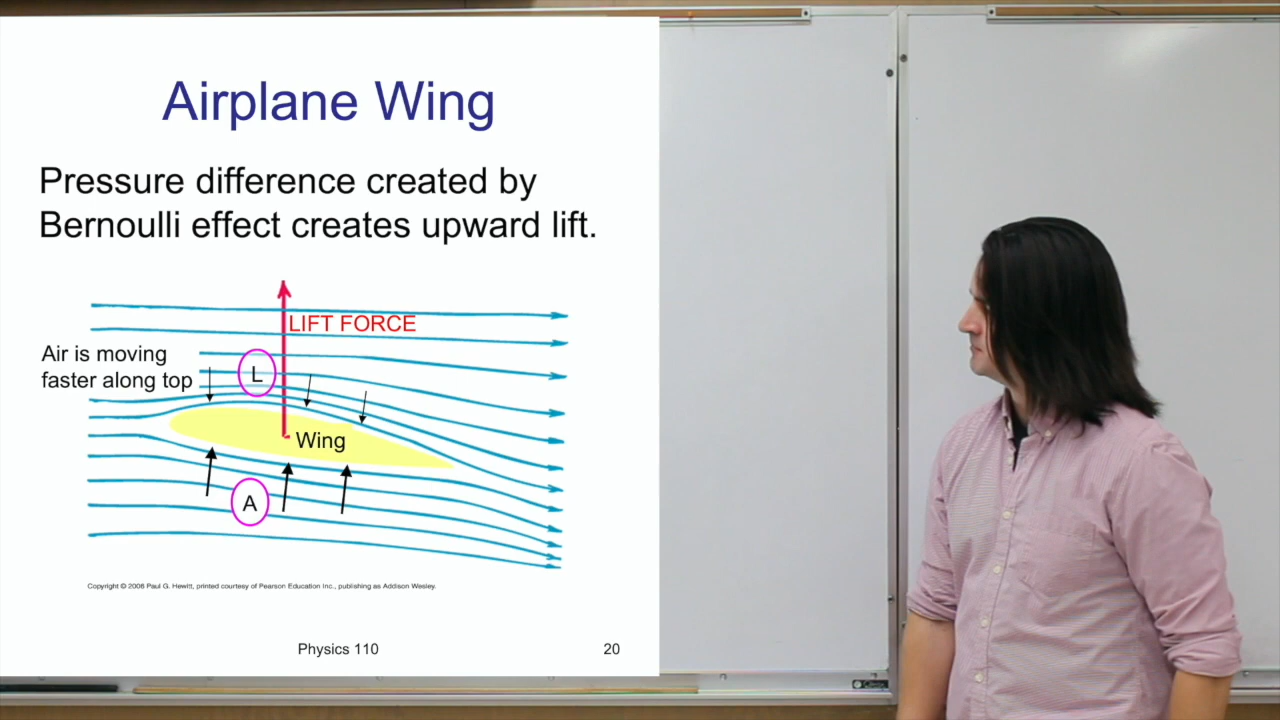 Airplane Wing
Pressure difference created by
Bernoulli effect creates upward lift.
LIFT FORCE
Air is moving
faster along top
L
Wing
A
Copyright © 2008 Paul G. Hewitt, printed courtesy of Pearson Education Inc., publishing as Addison Wesley.
Physics 110
20